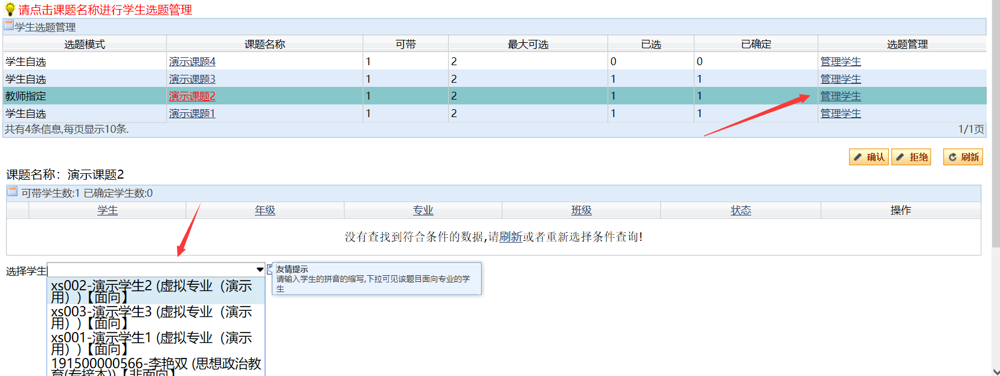 请点击课题名称进行学生选题管理
学生选题管理
选题模式 课题名称 可带 最大可选 已选 已确定 选题管理
学生自选 演示课题4 1 2 0 0 管理学生
学生自选 演示课题3 1 2 1 1 管理学生
教师指定 演示课题2 1 2 1 1 管理学生
学生自选 演示课题1 1 2 1 1 管理学生
共有4条信息,每页显示10条. 1/1页
确认 拒绝 刷新
课题名称：演示课题2
可带学生数:1 已确定学生数:0
学生 年级 专业 班级 状态 操作
没有查找到符合条件的数据,请刷新或者重新选择条件查询!
选择学生
友情提示
请输入学生的拼音的缩写,下拉可见该题目面向专业的学
生
xs002-演示学生2 (虚拟专业（演示
用）)【面向】
xs003-演示学生3 (虚拟专业（演示
用）)【面向】
xs001-演示学生1 (虚拟专业（演示
用）)【面向】
191500000566-李艳双 (思想政治教
育(专接本))【非面向】